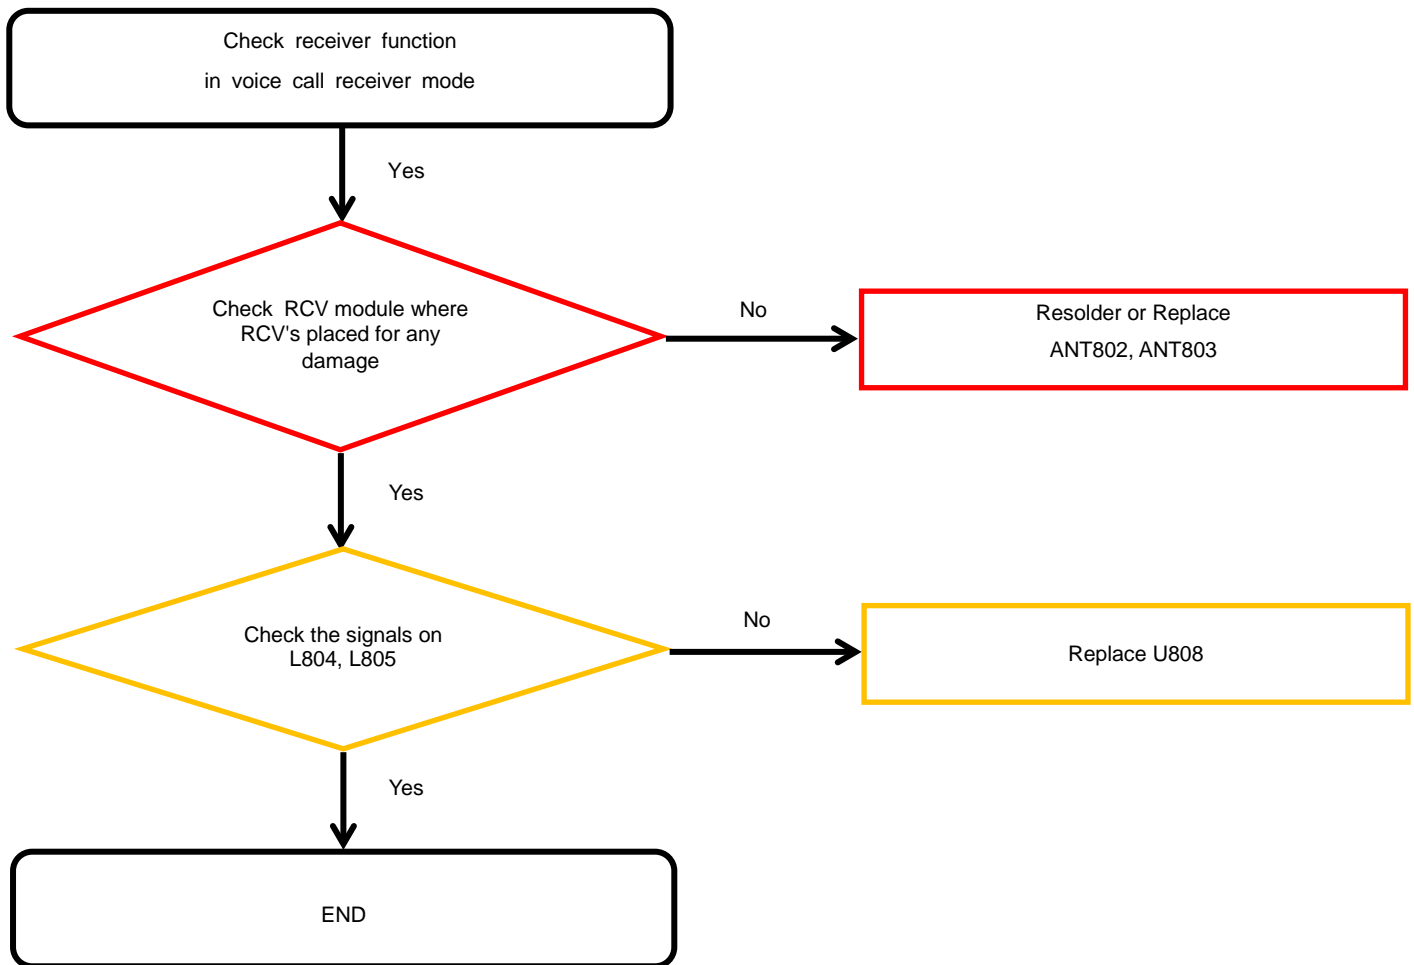 Check receiver function
in voice call receiver mode
Yes
Check RCV module where
RCV's placed for any
damage
No
Resolder or Replace
ANT802, ANT803
Yes
Check the signals on
L804, L805
No
Replace U808
Yes
END